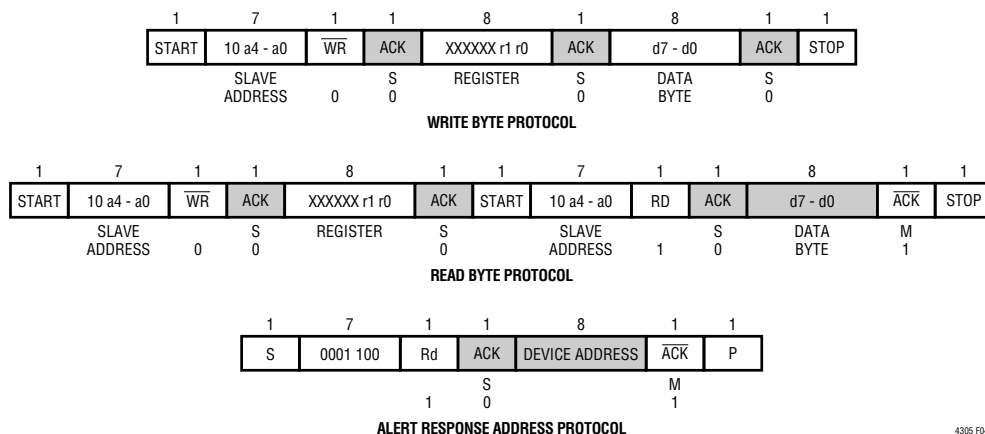 1 7 1 1 8 1 8 1 1
START 10 a4 - a0 WR ACK XXXXXX r1 r0 ACK d7 - d0 ACK STOP
SLAVE S REGISTER S DATA S
ADDRESS 0 0 0 BYTE 0
WRITE BYTE PROTOCOL
1 7 1 1 8 1 1 7 1 1 8 1 1
START 10 a4 - a0 WR ACK XXXXXX r1 r0 ACK START 10 a4 - a0 RD ACK d7 - d0 ACK STOP
SLAVE S REGISTER S SLAVE S DATA M
ADDRESS 0 0 0 ADDRESS 1 0 BYTE 1
READ BYTE PROTOCOL
1 7 1 1 8 1 1
S 0001 100 Rd ACK DEVICE ADDRESS ACK P
S M
1 0 1
ALERT RESPONSE ADDRESS PROTOCOL